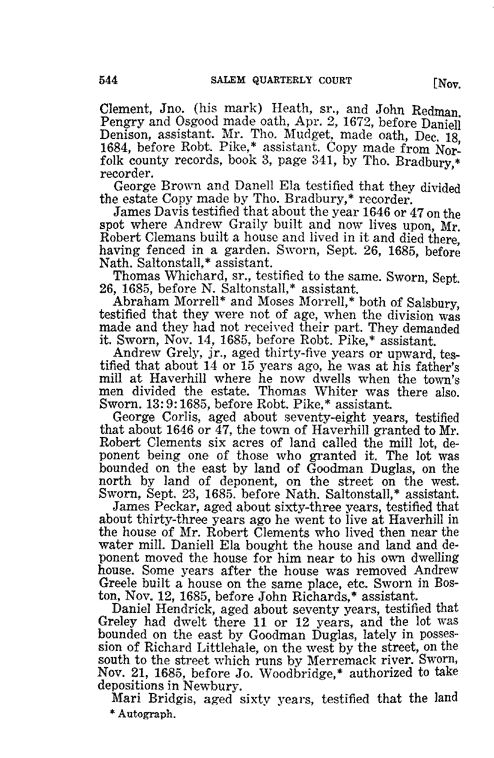 544 SALEM QUARTERLY COURT [Nov.
Clement, Jno. (his mark) Heath, sr., and John Redman.
Pengry and Osgood made oath, Apr. 2, 1672, before Daniell
Denison, assistant. Mr. Tho. Mudget, made oath, Dec. 18,
1684, before Robt. Pike,* assistant. Copy made from Nor-
folk county records, book 3, page 341, by Tho. Bradbury,*
recorder.
George Brown and Danell Ela testified that they divided
the estate Copy made by Tho. Bradbury,* recorder.
James Davis testified that about the year 1646 or 47 on the
spot where Andrew Graily built and now lives upon, Mr.
Robert Clemans built a house and lived in it and died there,
having fenced in a garden. Sworn, Sept. 26, 1685, before
Nath. Saltonstall,* assistant.
Thomas Whichard, sr., testified to the same. Sworn, Sept.
26, 1685, before N. Saltonstall,* assistant.
Abraham Morrell* and Moses Morrell,* both of Salsbury,
testified that they were not of age, when the division was
made and they had not received their part. They demanded
it. Sworn, Nov. 14, 1685, before Robt. Pike,* assistant.
Andrew Grely, jr., aged thirty-five years or upward, tes-
tified that about 14 or 15 years ago, he was at his father's
mill at Haverhill where he now dwells when the town's
men divided the estate. Thomas Whiter was there also.
Sworn. 13:9:1685, before Robt. Pike,* assistant.
George Corlis, aged about seventy-eight years, testified
that about 1646 or 47, the town of Haverhill granted to Mr.
Robert Clements six acres of land called the mill lot, de-
ponent being one of those who granted it. The lot was
bounded on the east by land of Goodman Duglas, on the
north by land of deponent, on the street on the west.
Sworn, Sept. 23, 1685. before Nath. Saltonstall,* assistant.
James Peckar, aged about sixty-three years, testified that
about thirty-three years ago he went to live at Haverhill in
the house of Mr. Robert Clements who lived then near the
water mill. Daniell Ela bought the house and land and de-
ponent moved the house for him near to his own dwelling
house. Some years after the house was removed Andrew
Greele built a house on the same place, etc. Sworn in Bos-
ton, Nov. 12, 1685, before John Richards,* assistant.
Daniel Hendrick, aged about seventy years, testified that
Greley had dwelt there 11 or 12 years, and the lot was
bounded on the east by Goodman Duglas, lately in posses-
sion of Richard Littlehale, on the west by the street, on the
south to the street which runs by Merremack river. Sworn,
Nov. 21, 1685, before Jo. Woodbridge,* authorized to take
depositions in Newbury.
Mari Bridgis, aged sixty years, testified that the land
* Autograph.